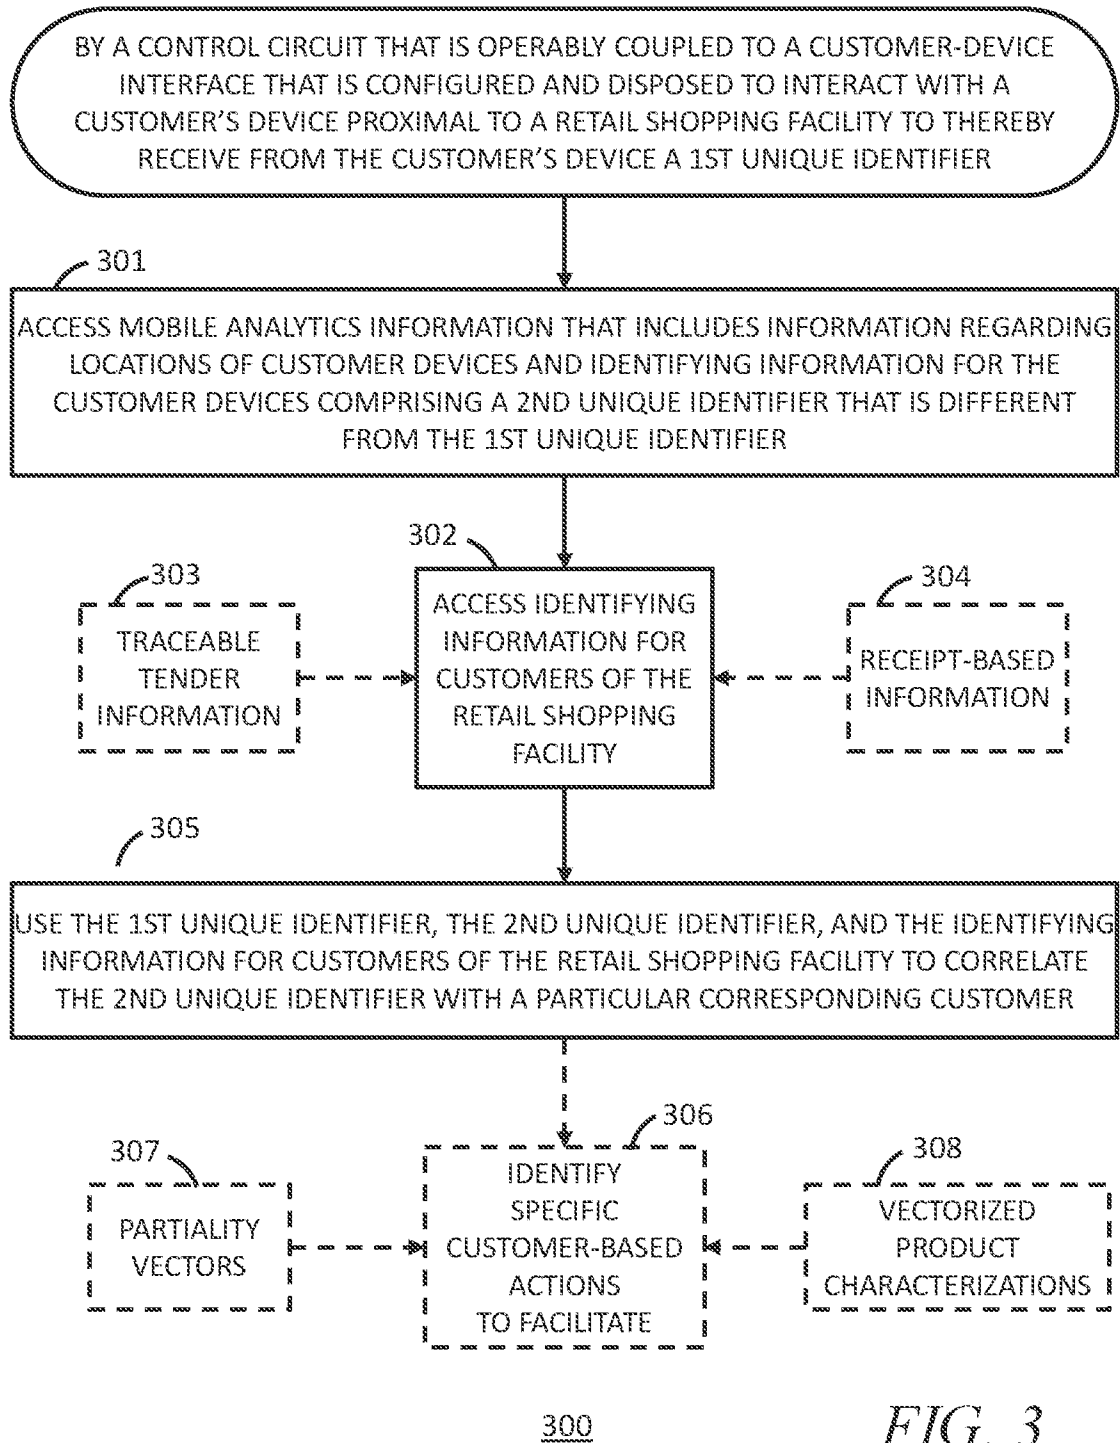 BY A CONTROL CIRCUIT THAT IS OPERABLY COUPLED TO A CUSTOMER-DEVICE
INTERFACE THAT IS CONFIGURED AND DISPOSED TO INTERACT WITH A
CUSTOMER'S DEVICE PROXIMAL TO A RETAIL SHOPPING FACILITY TO THEREBY
RECEIVE FROM THE CUSTOMER'S DEVICE A 1ST UNIQUE IDENTIFIER
301
ACCESS MOBILE ANALYTICS INFORMATION THAT INCLUDES INFORMATION REGARDING
LOCATIONS OF CUSTOMER DEVICES AND IDENTIFYING INFORMATION FOR THE
CUSTOMER DEVICES COMPRISING A 2ND UNIQUE IDENTIFIER THAT IS DIFFERENT
FROM THE 1ST UNIQUE IDENTIFIER
302
ACCESS IDENTIFYING
INFORMATION FOR
CUSTOMERS OF THE
RETAIL SHOPPING
FACILITY
303
TRACEABLE
TENDER
INFORMATION
304
RECEIPT-BASED
INFORMATION
305
USE THE 1ST UNIQUE IDENTIFIER, THE 2ND UNIQUE IDENTIFIER, AND THE IDENTIFYING
INFORMATION FOR CUSTOMERS OF THE RETAIL SHOPPING FACILITY TO CORRELATE
THE 2ND UNIQUE IDENTIFIER WITH A PARTICULAR CORRESPONDING CUSTOMER
306
IDENTIFY
SPECIFIC
CUSTOMER-BASED
ACTIONS
TO FACILITATE
307
PARTIALITY
VECTORS
308
VECTORIZED
PRODUCT
CHARACTERIZATIONS
300
FIG. 3